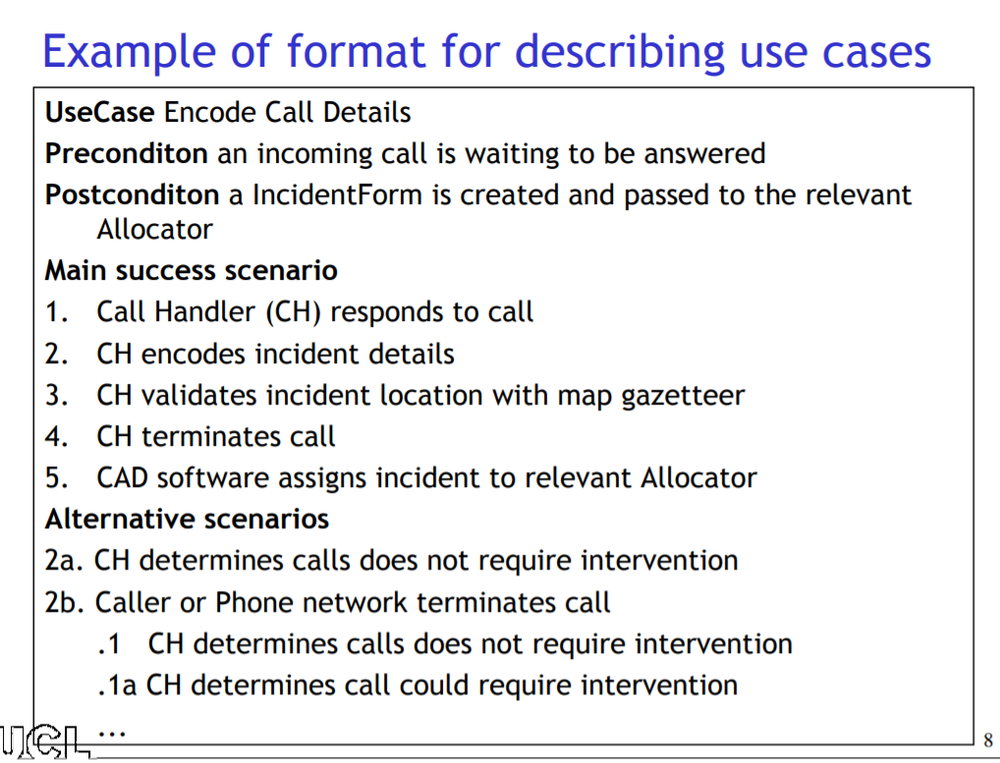 Example of format for describing use cases
UseCase Encode Call Details
Preconditon an incoming call is waiting to be answered
Postconditon a IncidentForm is created and passed to the relevant
Allocator
Main success scenario
1. Call Handler (CH) responds to call
2. CH encodes incident details
3. CH validates incident location with map gazetteer
4. CH terminates call
5. CAD software assigns incident to relevant Allocator
Alternative scenarios
2a. CH determines calls does not require intervention
2b. Caller or Phone network terminates call
.1 CH determines calls does not require intervention
.1a CH determines call could require intervention
...
UCL
8